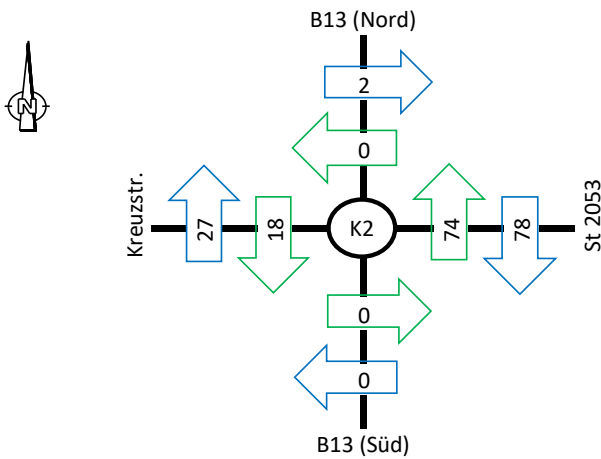 B13 (Nord)
N
2
0
Kreuzstr.
27
18
K2
74
78
St 2053
0
0
B13 (Süd)